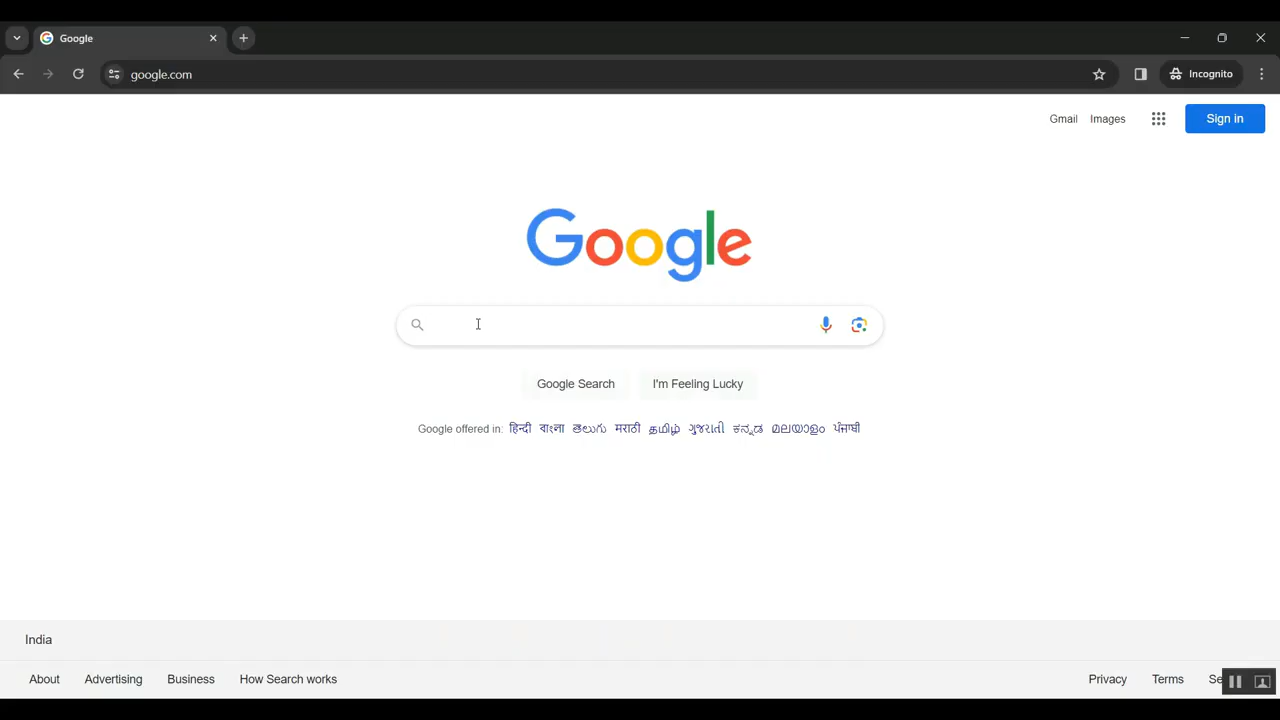 Google
google.com
Incognito
Gmail Images Sign in
Google
Google Search I'm Feeling Lucky
Google offered in: हिन्दी বাংলা తెలుగు मराठी தமிழ் ગુજરાતી ಕನ್ನಡ മലയാളം ਪੰਜਾਬੀ
India
About Advertising Business How Search works Privacy Terms Se